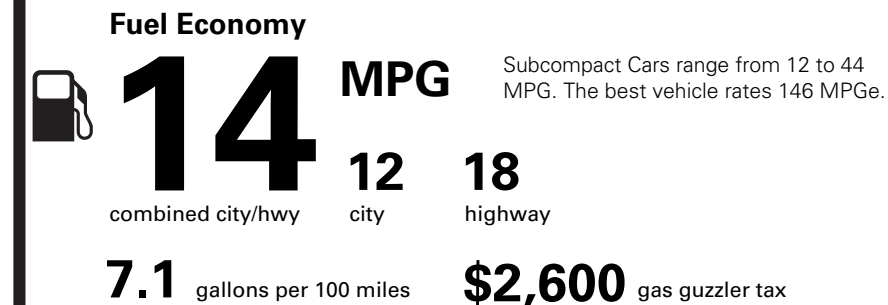 Fuel Economy
14 MPG
Subcompact Cars range from 12 to 44
MPG. The best vehicle rates 146 MPGe.
12 18
combined city/hwy city highway
7.1 gallons per 100 miles $2,600 gas guzzler tax